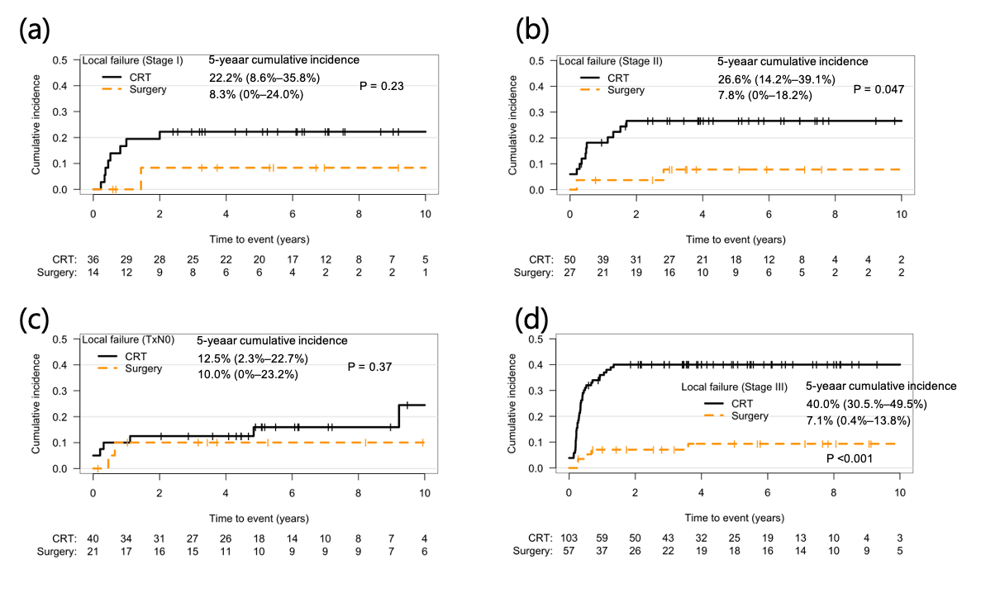 (a)
Local failure (Stage I)
5-yeaar cumulative incidence
CRT
22.2% (8.6%–35.8%)
Surgery
8.3% (0%–24.0%)
P = 0.23
Cumulative incidence
0.5
0.4
0.3
0.2
0.1
0.0
0 2 4 6 8 10
Time to event (years)
CRT: 36 29 28 25 22 20 17 12 8 7 5
Surgery: 14 12 9 8 6 6 4 2 2 2 1
(b)
Local failure (Stage II)
5-yeaar cumulative incidence
CRT
26.6% (14.2%–39.1%)
Surgery
7.8% (0%–18.2%)
P = 0.047
Cumulative incidence
0.5
0.4
0.3
0.2
0.1
0.0
0 2 4 6 8 10
Time to event (years)
CRT: 50 39 31 27 21 18 12 8 4 4 2
Surgery: 27 21 19 16 10 9 6 5 2 2 2
(c)
Local failure (TxN0)
5-yeaar cumulative incidence
CRT
12.5% (2.3%–22.7%)
Surgery
10.0% (0%–23.2%)
P = 0.37
Cumulative incidence
0.5
0.4
0.3
0.2
0.1
0.0
0 2 4 6 8 10
Time to event (years)
CRT: 40 34 31 27 26 18 14 10 8 7 4
Surgery: 21 17 16 15 11 10 9 9 9 7 6
(d)
Local failure (Stage III)
5-yeaar cumulative incidence
CRT
40.0% (30.5.%–49.5%)
Surgery
7.1% (0.4%–13.8%)
P <0.001
Cumulative incidence
0.5
0.4
0.3
0.2
0.1
0.0
0 2 4 6 8 10
Time to event (years)
CRT: 103 59 50 43 32 25 19 13 10 4 3
Surgery: 57 37 26 22 19 18 16 14 10 9 5